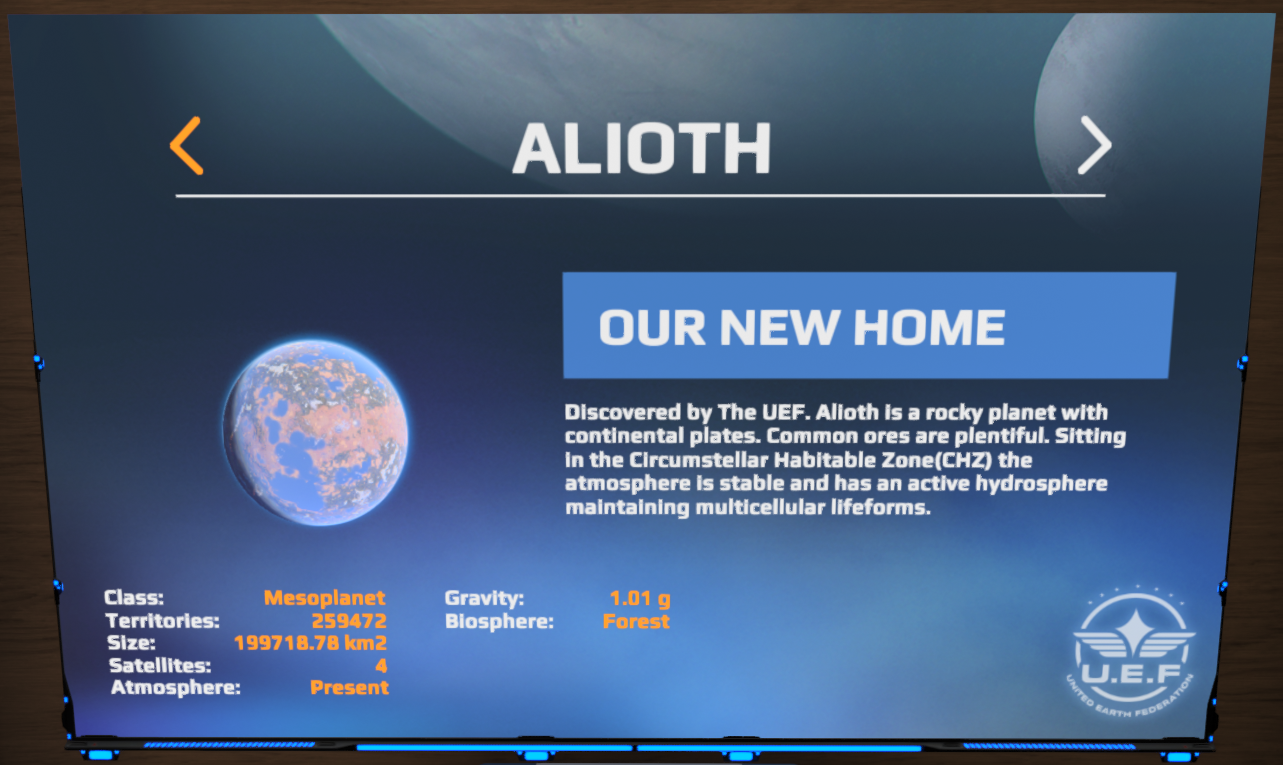 ALIOTH
OUR NEW HOME
Discovered by The UEF. Alioth is a rocky planet with
continental plates. Common ores are plentiful. Sitting
in the Circumstellar Habitable Zone(CHZ) the
atmosphere is stable and has an active hydrosphere
maintaining multicellular lifeforms.
Class: Mesoplanet
Territories: 259472
Size: 199718.78 km2
Satellites: 4
Atmosphere: Present
Gravity: 1.01 g
Biosphere: Forest
U.E.F
UNITED EARTH FEDERATION